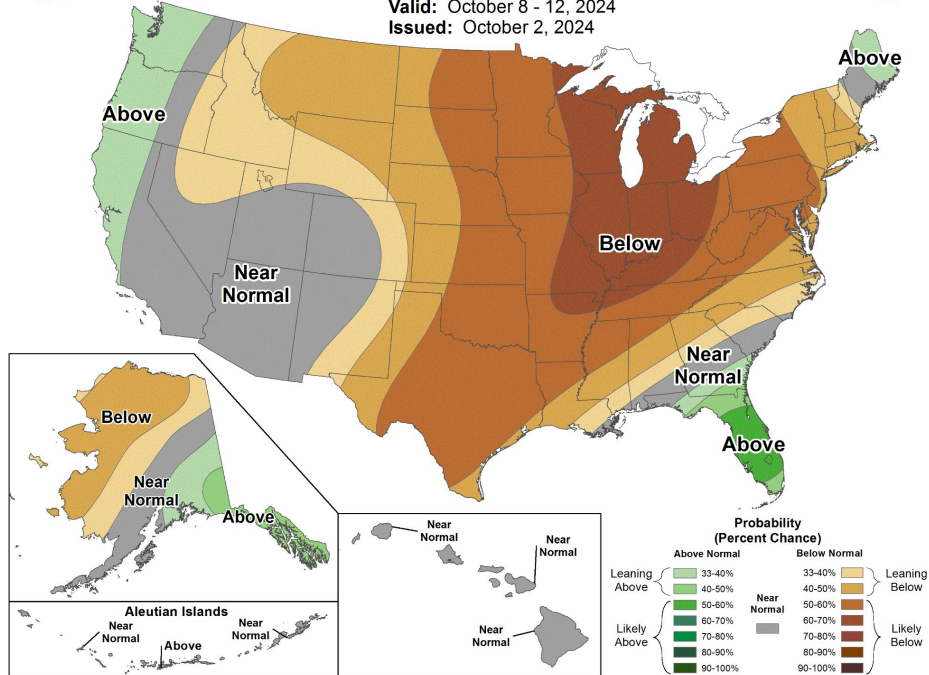 Valid: October 8 - 12, 2024
Issued: October 2, 2024
Above
Above
Below
Near
Normal
Near
Normal
Above
Below
Near
Normal
Above
Aleutian Islands
Near
Normal
Above
Near
Normal
Near
Normal
Near
Normal
Near
Normal
Probability
(Percent Chance)
Above Normal
Below Normal
Leaning
Above
33-40%
40-50%
Likely
Above
50-60%
60-70%
70-80%
80-90%
90-100%
Near
Normal
33-40%
40-50%
Leaning
Below
50-60%
60-70%
70-80%
80-90%
90-100%
Likely
Below